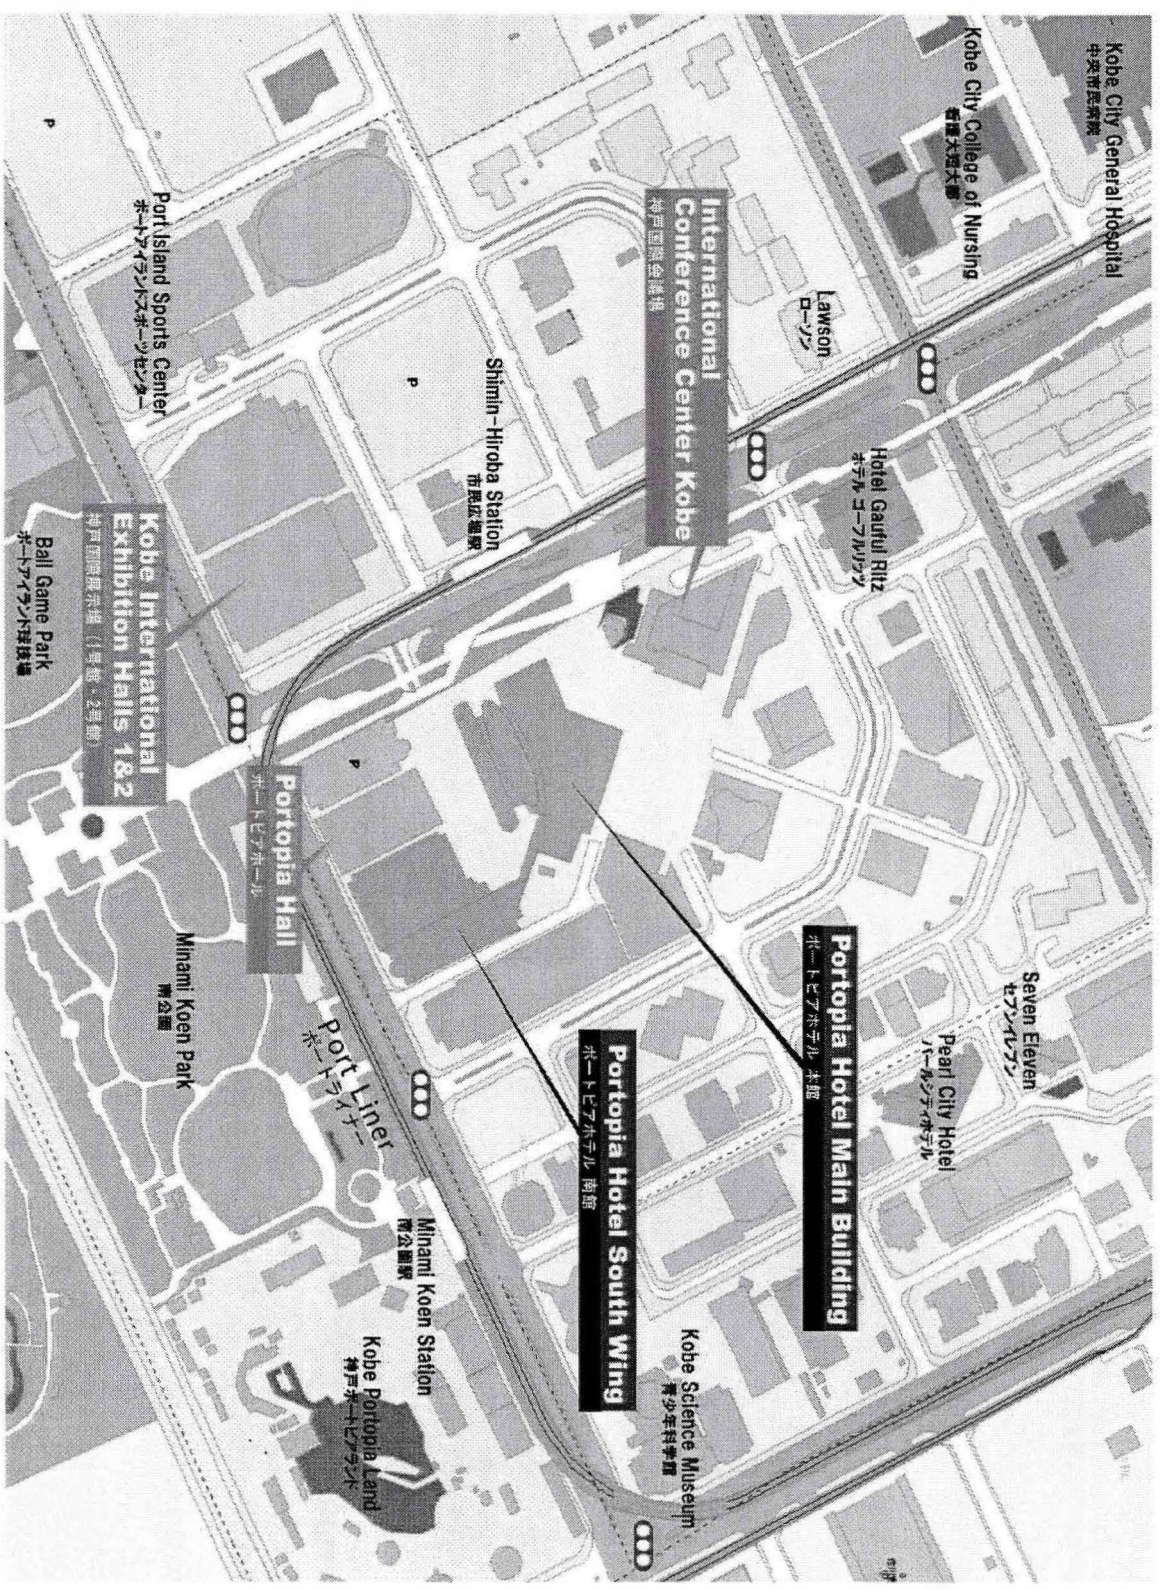 Kobe City General Hospital
中央市民病院
Seven Eleven
セブンイレブン
Kobe City College of Nursing
看護大短大部
Pearl City Hotel
パールシティホテル
Hotel Gauful Ritz
ホテル ゴーフルリッツ
Portopia Hotel Main Building
ポートピアホテル 本館
Lawson
ローソン
International
Conference Center Kobe
神戸国際会議場
Kobe Science Museum
青少年科学館
Portopia Hotel South Wing
ポートピアホテル 南館
Shimin-Hiroba Station
市民広場駅
Minami Koen Station
南公園駅
P
Kobe Portopia Land
神戸ポートピアランド
Port Liner
ポートライナー
P
Portopia Hall
ポートピアホール
Minami Koen Park
南公園
Port Island Sports Center
ポートアイランドスポーツセンター
Kobe International
Exhibition Halls 1&2
神戸国際展示場 (1号館・2号館)
P
Ball Game Park
ポートアイランド球技場